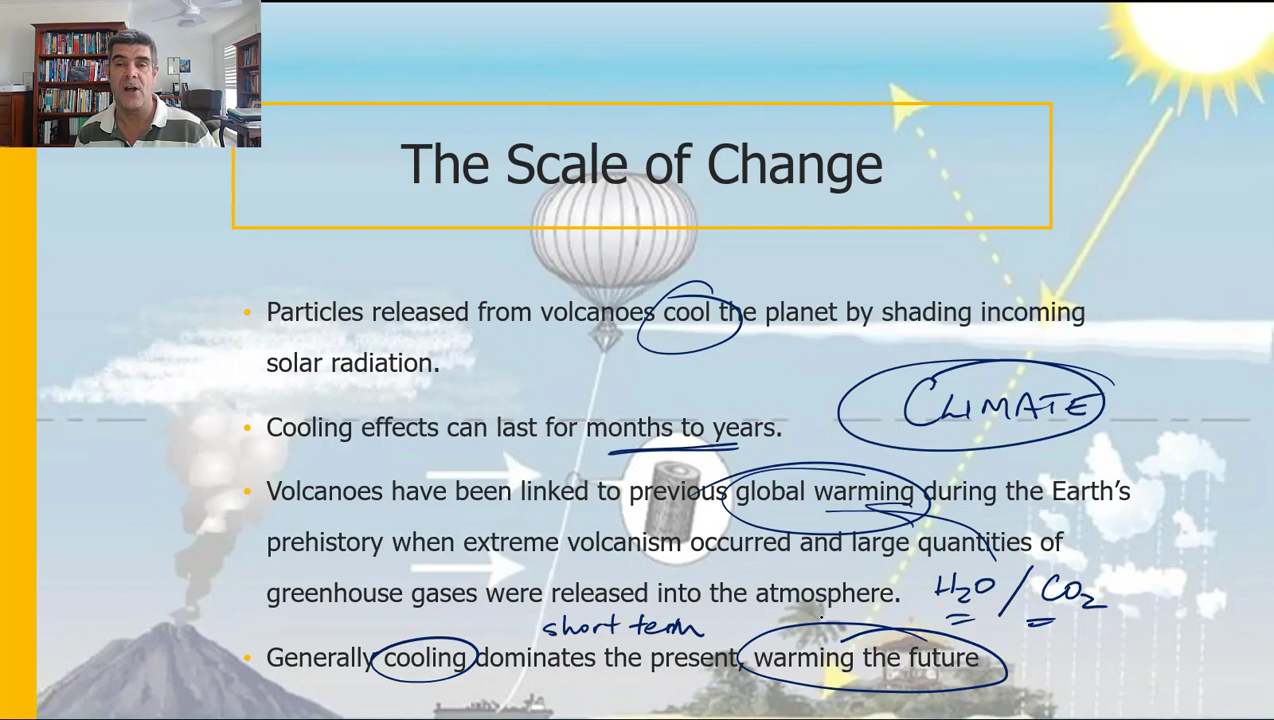 The Scale of Change
• Particles released from volcanoes cool the planet by shading incoming
solar radiation.
CLIMATE
• Cooling effects can last for months to years.
• Volcanoes have been linked to previous global warming during the Earth's
prehistory when extreme volcanism occurred and large quantities of
greenhouse gases were released into the atmosphere.
H2O / CO2
short term
• Generally cooling dominates the present, warming the future